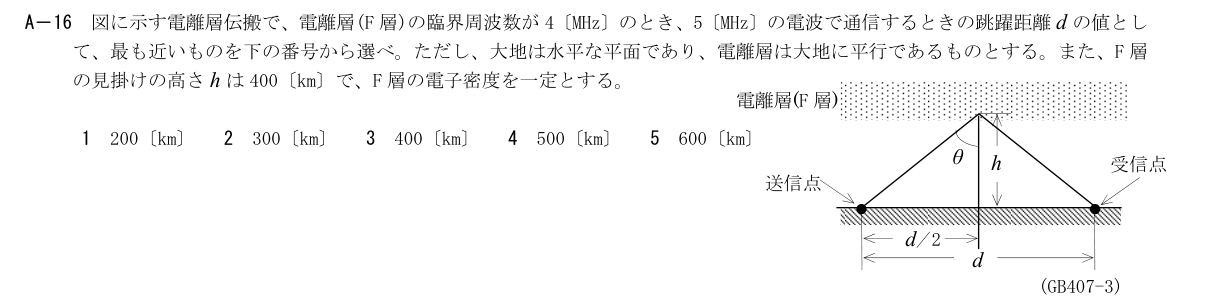 A－16　図に示す電離層伝搬で、電離層(F 層)の臨界周波数が 4〔MHz〕のとき、5〔MHz〕の電波で通信するときの跳躍距離 d の値とし
て、最も近いものを下の番号から選べ。ただし、大地は水平な平面であり、電離層は大地に平行であるものとする。また、F 層
の見掛けの高さ h は 400〔km〕で、F 層の電子密度を一定とする。
電離層(F 層)
1　200〔km〕　2　300〔km〕　3　400〔km〕　4　500〔km〕　5　600〔km〕
θ　h
送信点　受信点
d／2
d
(GB407-3)